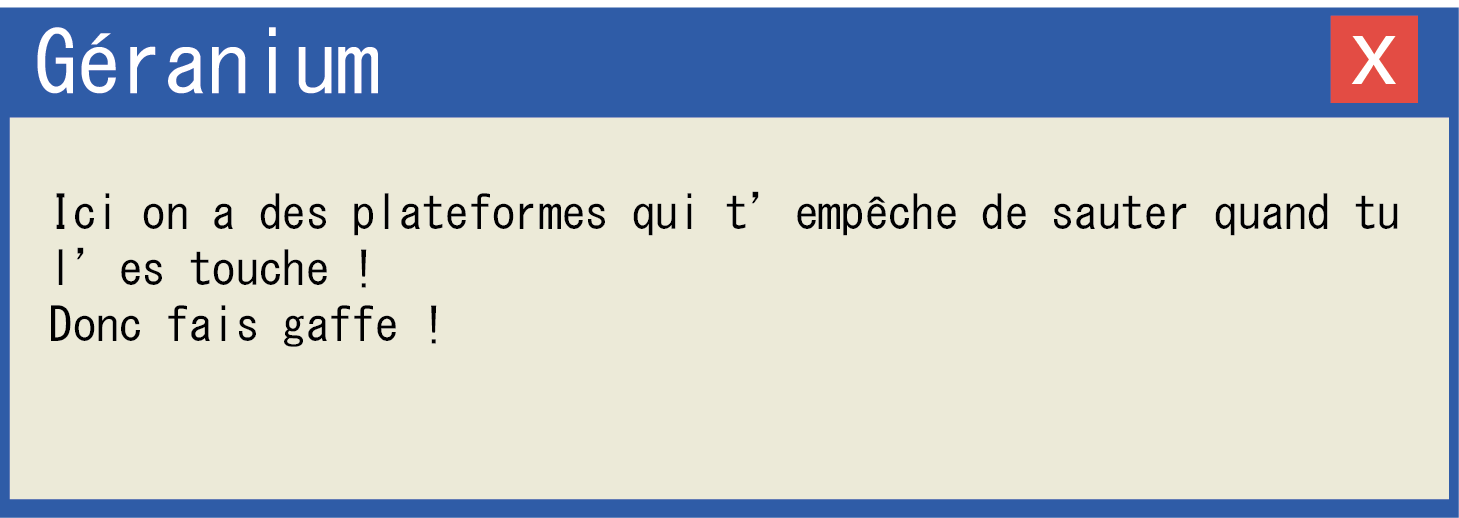 Géranium
X
Ici on a des plateformes qui t’empêche de sauter quand tu
l’es touche !
Donc fais gaffe !